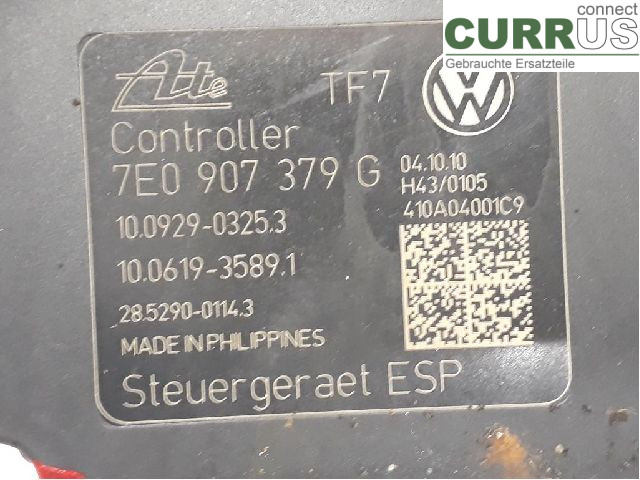 connect
CURRUS
Gebrauchte Ersatzteile
Ate TF7 VW
Controller
7E0 907 379 G
04.10.10
H43/0105
410A04001C9
10.0929-0325.3
10.0619-3589.1
28.5290-0114.3
MADE IN PHILIPPINES
Steuergeraet ESP